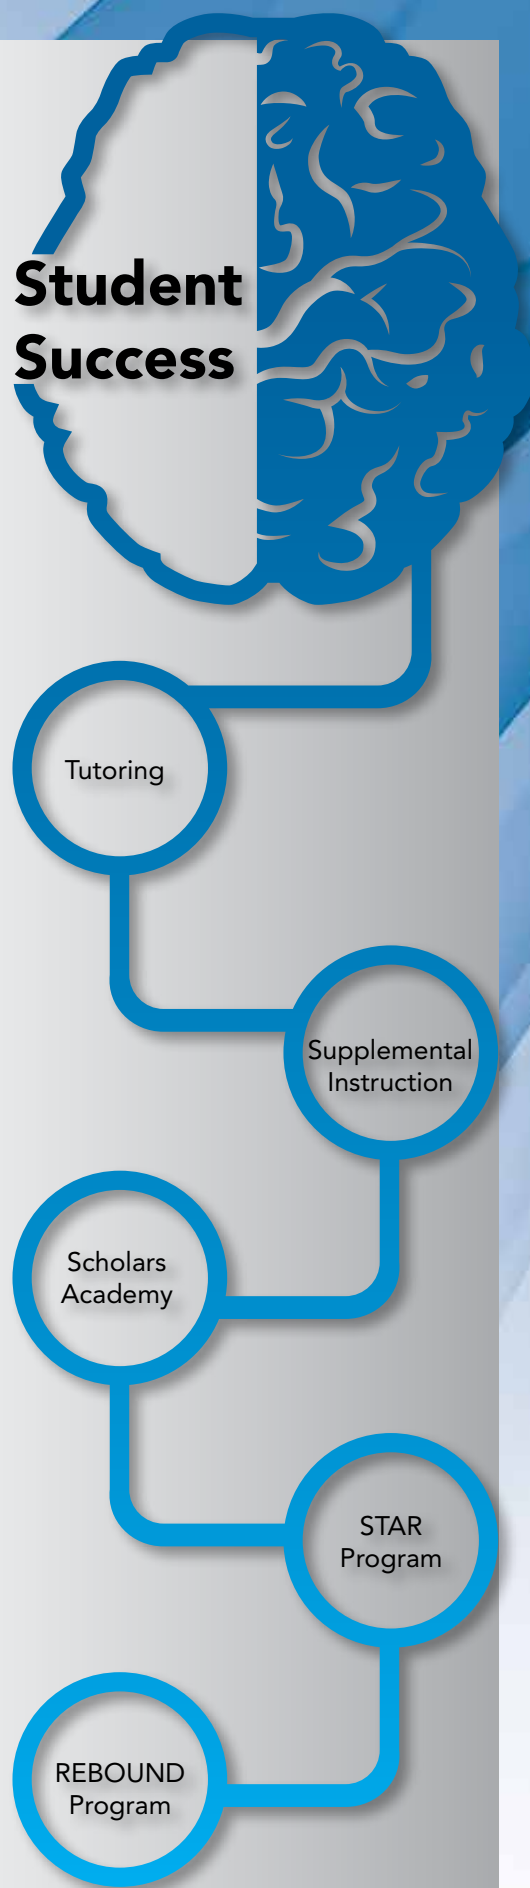 Student
Success
Tutoring
Supplemental
Instruction
Scholars
Academy
STAR
Program
REBOUND
Program